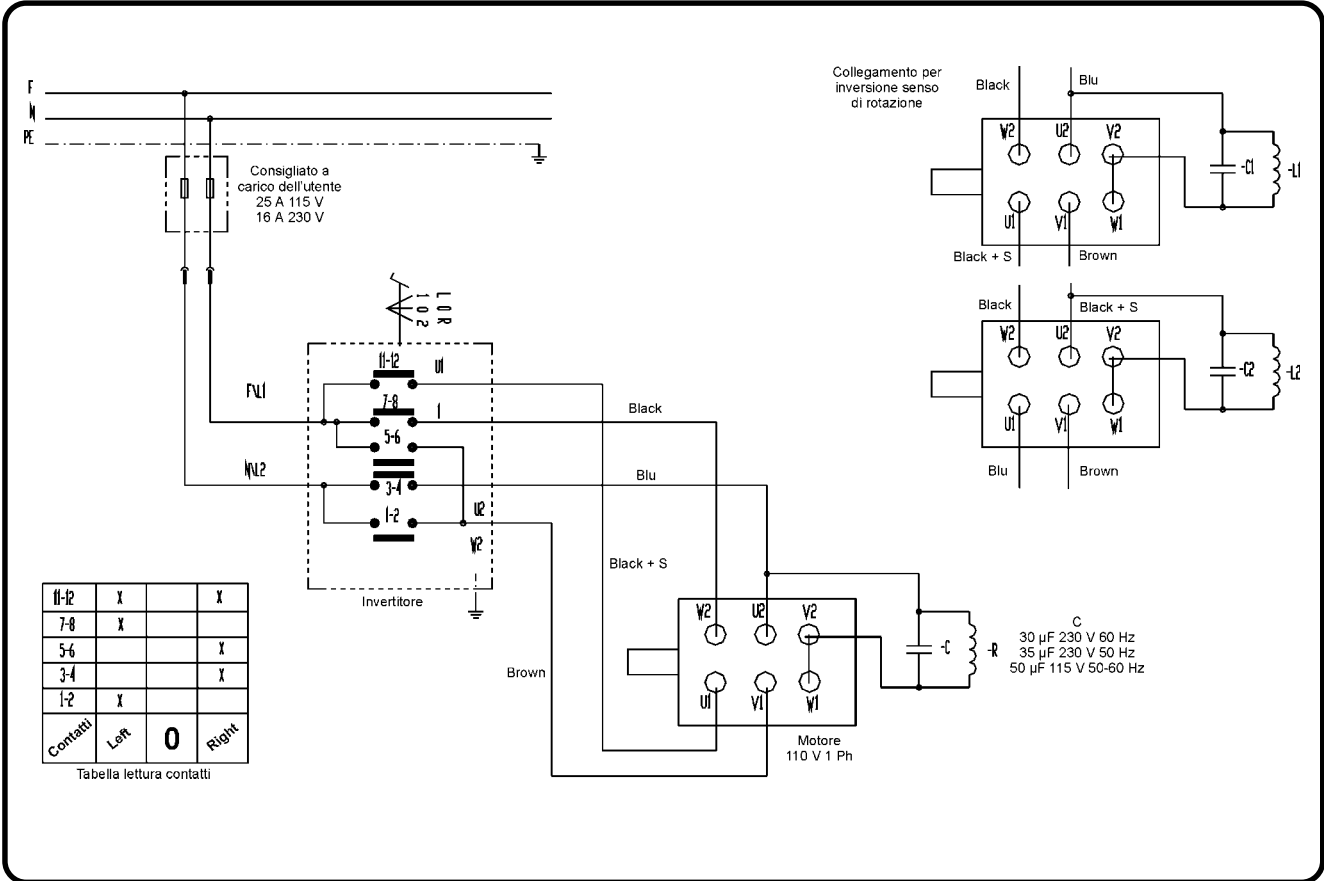 F
N
PE
Consigliato a
carico dell'utente
25 A 115 V
16 A 230 V
L 0 R
1 0 2
11-12
U1
F\L1
7-8
1
5-6
N\L2
3-4
1-2
U2
W2
Invertitore
Black
Blu
Black + S
Brown
W2 U2 V2
U1 V1 W1
Motore
110 V 1 Ph
-C
-R
C
30 µF 230 V 60 Hz
35 µF 230 V 50 Hz
50 µF 115 V 50-60 Hz
11-12 X X
7-8 X
5-6 X
3-4 X
1-2 X
Contatti Left 0 Right
Tabella lettura contatti
Collegamento per
inversione senso
di rotazione
Black
Blu
W2 U2 V2
U1 V1 W1
-C1
-L1
Black + S
Brown
Black
Black + S
W2 U2 V2
U1 V1 W1
-C2
-L2
Blu
Brown